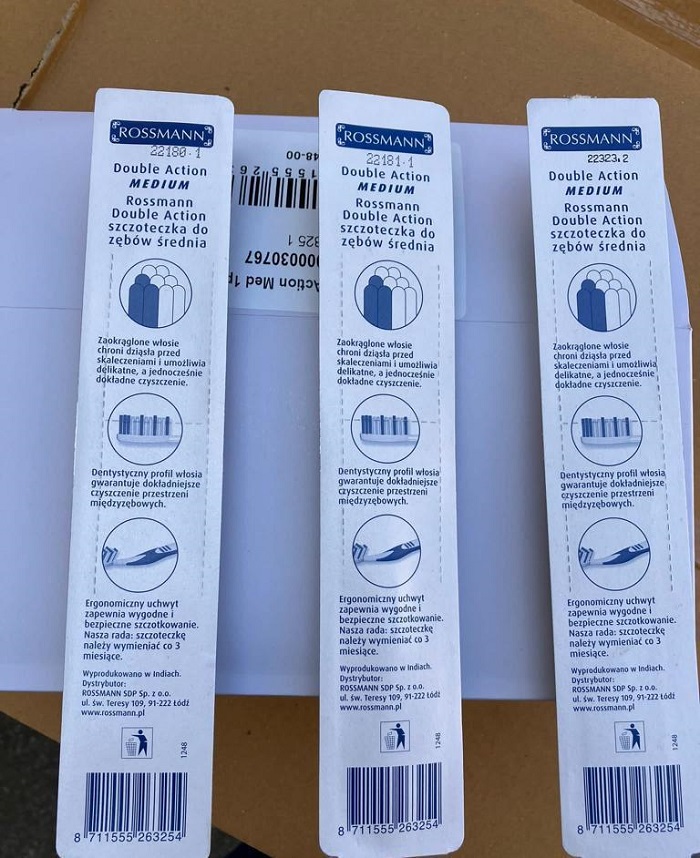 ROSSMANN
22180-1
Double Action
MEDIUM
Rossmann
Double Action
szczoteczka do
zębów średnia
Zaokrąglone włosie
chroni dziąsła przed
skaleczeniami i umożliwia
delikatne, a jednocześnie
dokładne czyszczenie.
Dentystyczny profil włosia
gwarantuje dokładniejsze
czyszczenie przestrzeni
międzyzębowych.
Ergonomiczny uchwyt
zapewnia wygodne i
bezpieczne szczotkowanie.
Nasza rada: szczoteczkę
należy wymieniać co 3
miesiące.
Wyprodukowano w Indiach.
Dystrybutor:
ROSSMANN SDP Sp. z o.o.
ul. św. Teresy 109, 91-222 Łódź
www.rossmann.pl
1248
8 711555 263254
48-00
325 1
000030767
Action Med 1p
ROSSMANN
22181-1
Double Action
MEDIUM
Rossmann
Double Action
szczoteczka do
zębów średnia
Zaokrąglone włosie
chroni dziąsła przed
skaleczeniami i umożliwia
delikatne, a jednocześnie
dokładne czyszczenie.
Dentystyczny profil włosia
gwarantuje dokładniejsze
czyszczenie przestrzeni
międzyzębowych.
Ergonomiczny uchwyt
zapewnia wygodne i
bezpieczne szczotkowanie.
Nasza rada: szczoteczkę
należy wymieniać co 3
miesiące.
Wyprodukowano w Indiach.
Dystrybutor:
ROSSMANN SDP Sp. z o.o.
ul. św. Teresy 109, 91-222 Łódź
www.rossmann.pl
1248
8 711555 263254
ROSSMANN
22323.2
Double Action
MEDIUM
Rossmann
Double Action
szczoteczka do
zębów średnia
Zaokrąglone włosie
chroni dziąsła przed
skaleczeniami i umożliwia
delikatne, a jednocześnie
dokładne czyszczenie.
Dentystyczny profil włosia
gwarantuje dokładniejsze
czyszczenie przestrzeni
międzyzębowych.
Ergonomiczny uchwyt
zapewnia wygodne i
bezpieczne szczotkowanie.
Nasza rada: szczoteczkę
należy wymieniać co 3
miesiące.
Wyprodukowano w Indiach.
Dystrybutor:
ROSSMANN SDP Sp. z o.o.
ul. św. Teresy 109, 91-222 Łódź
www.rossmann.pl
1248
8 711555 263254